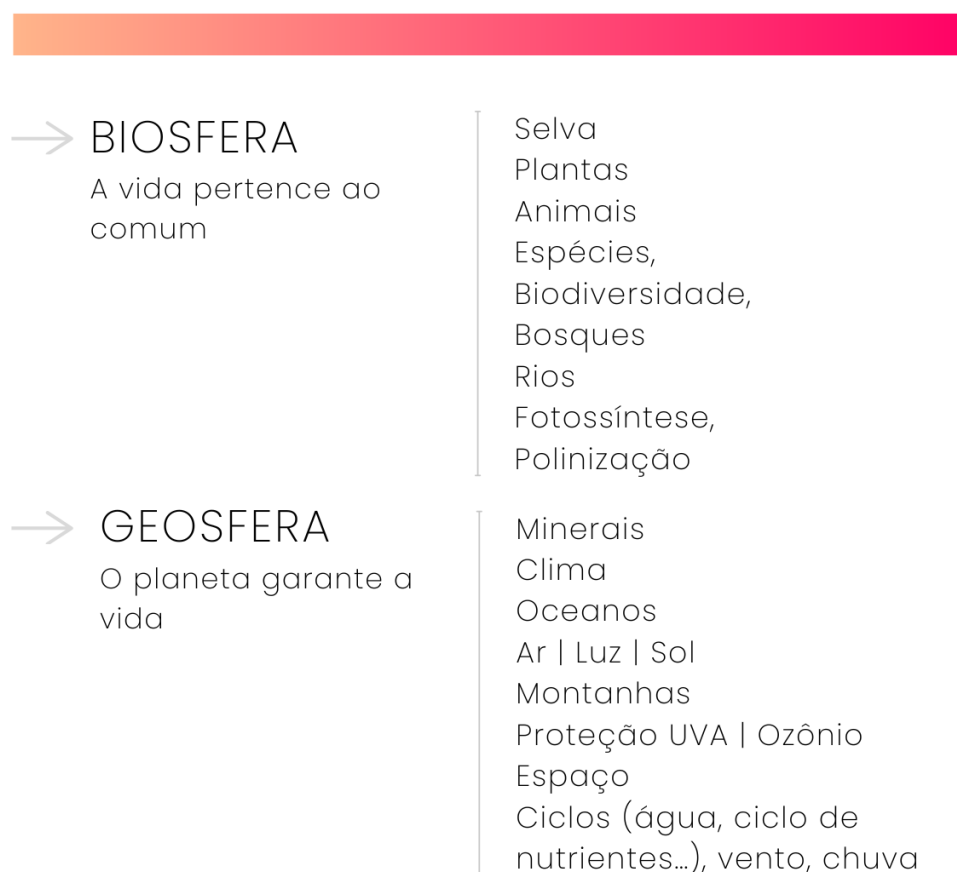 BIOSFERA
A vida pertence ao
comum
Selva
Plantas
Animais
Espécies,
Biodiversidade,
Bosques
Rios
Fotossíntese,
Polinização
GEOSFERA
O planeta garante a
vida
Minerais
Clima
Oceanos
Ar | Luz | Sol
Montanhas
Proteção UVA | Ozônio
Espaço
Ciclos (água, ciclo de
nutrientes...), vento, chuva